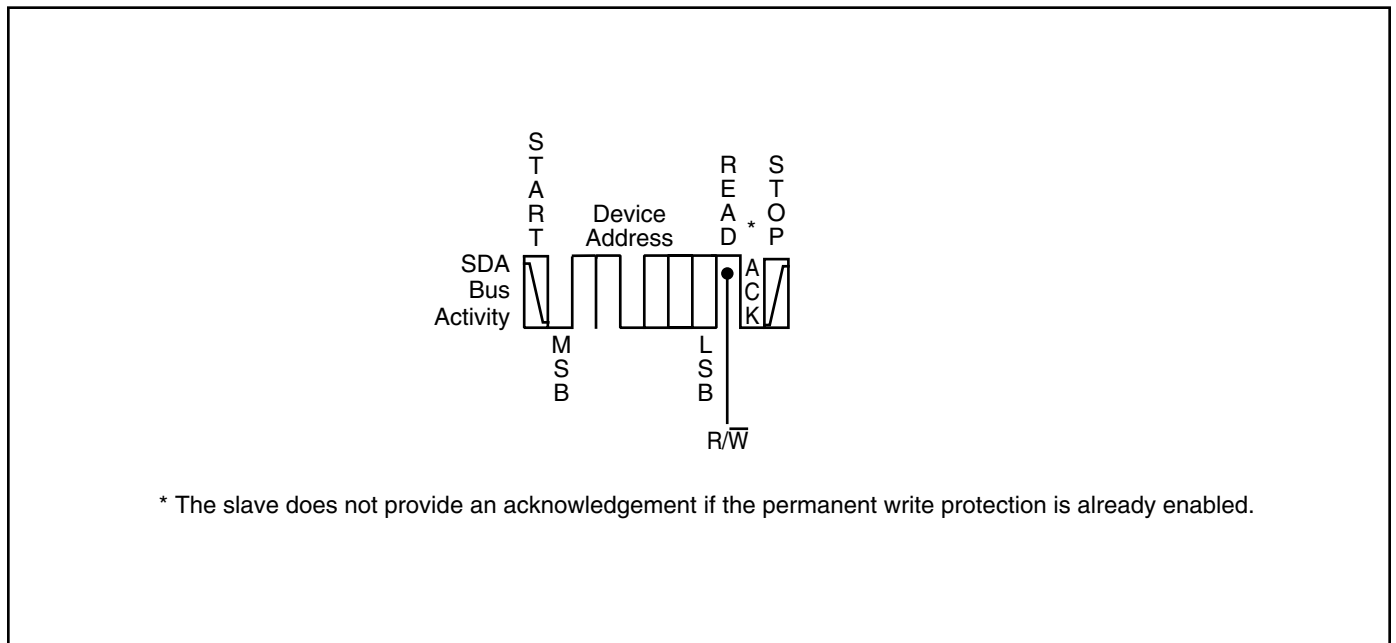 START
READ
STOP
*
Device
Address
SDA
Bus
Activity
ACK
MSB
LSB
R/W̅
* The slave does not provide an acknowledgement if the permanent write protection is already enabled.